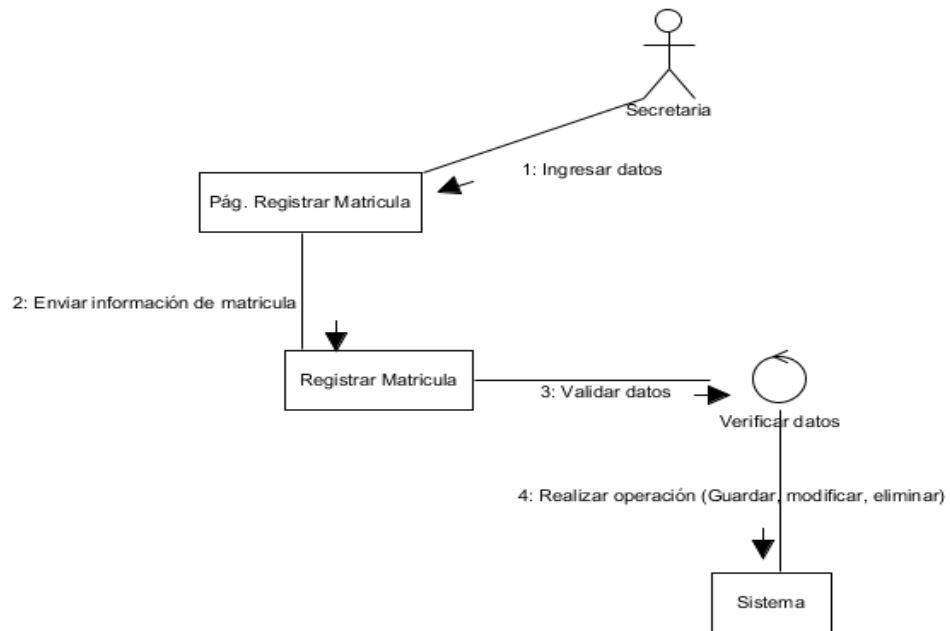 Secretaria
1: Ingresar datos
Pág. Registrar Matricula
2: Enviar información de matricula
Registrar Matricula
3: Validar datos
Verificar datos
4: Realizar operación (Guardar, modificar, eliminar)
Sistema